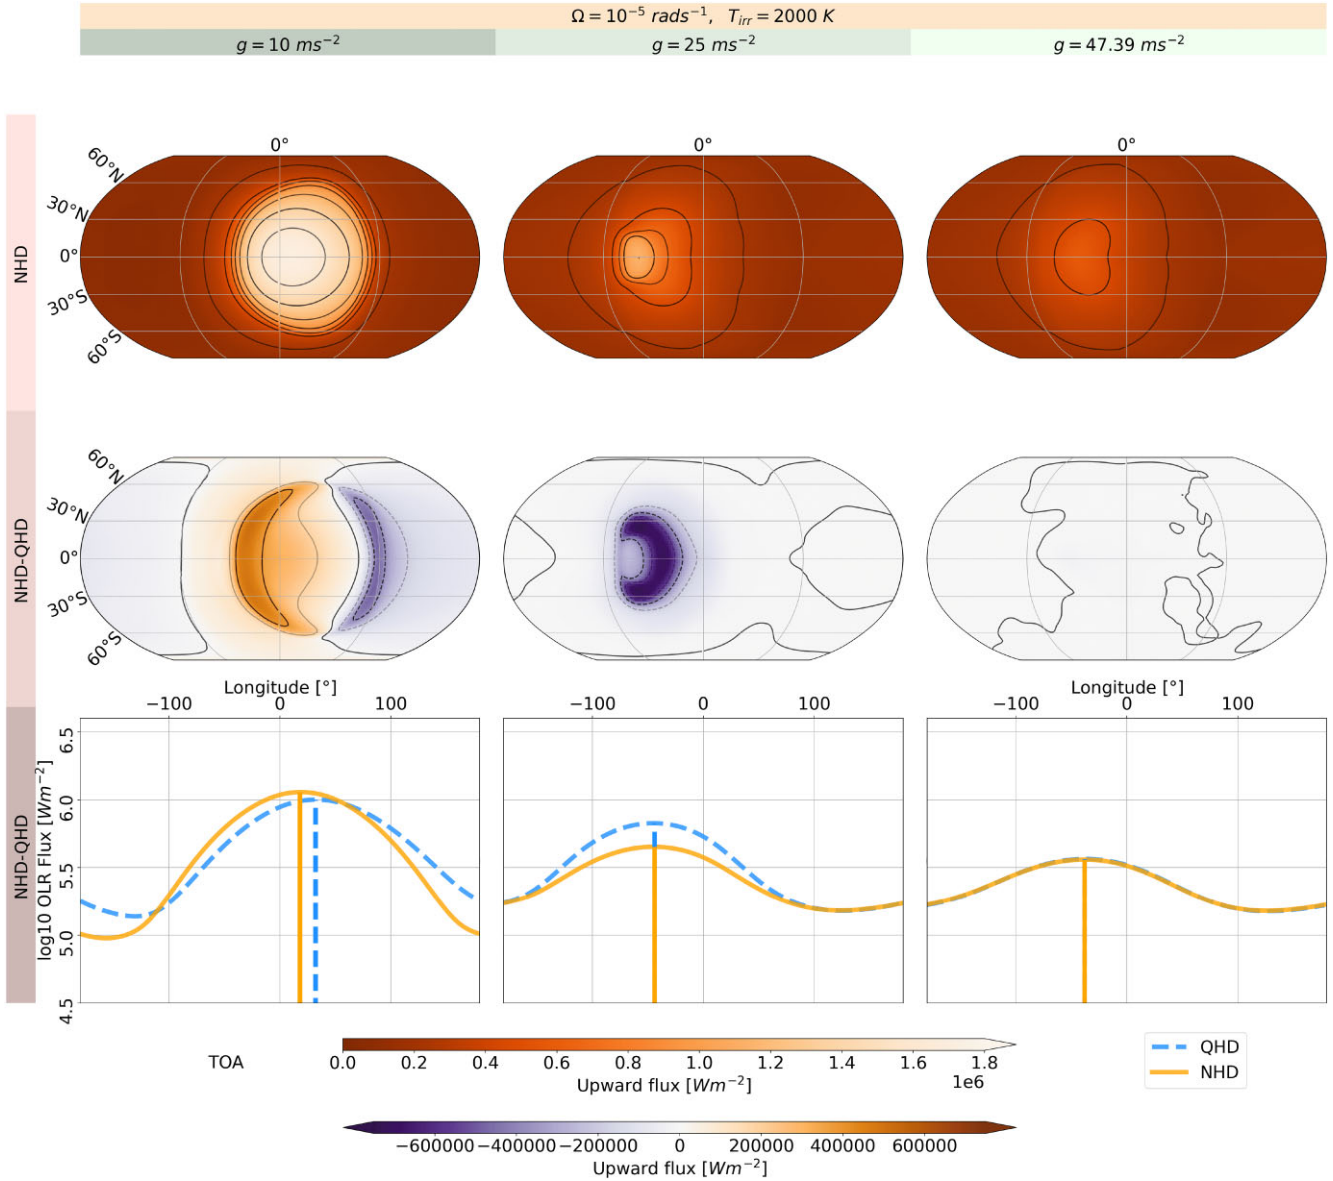 Ω = 10⁻⁵ rads⁻¹, T_irr = 2000 K
g = 10 ms⁻² g = 25 ms⁻² g = 47.39 ms⁻²
NHD
0° 0° 0°
60°N
30°N
0°
30°S
60°S
NHD-QHD
60°N
30°N
0°
30°S
60°S
Longitude [°] Longitude [°]
−100 0 100 −100 0 100 −100 0 100
NHD-QHD
log10 OLR Flux [Wm⁻²]
6.5
6.0
5.5
5.0
4.5
TOA
0.0 0.2 0.4 0.6 0.8 1.0 1.2 1.4 1.6 1.8
1e6
Upward flux [Wm⁻²]
QHD
NHD
−600000 −400000 −200000 0 200000 400000 600000
Upward flux [Wm⁻²]